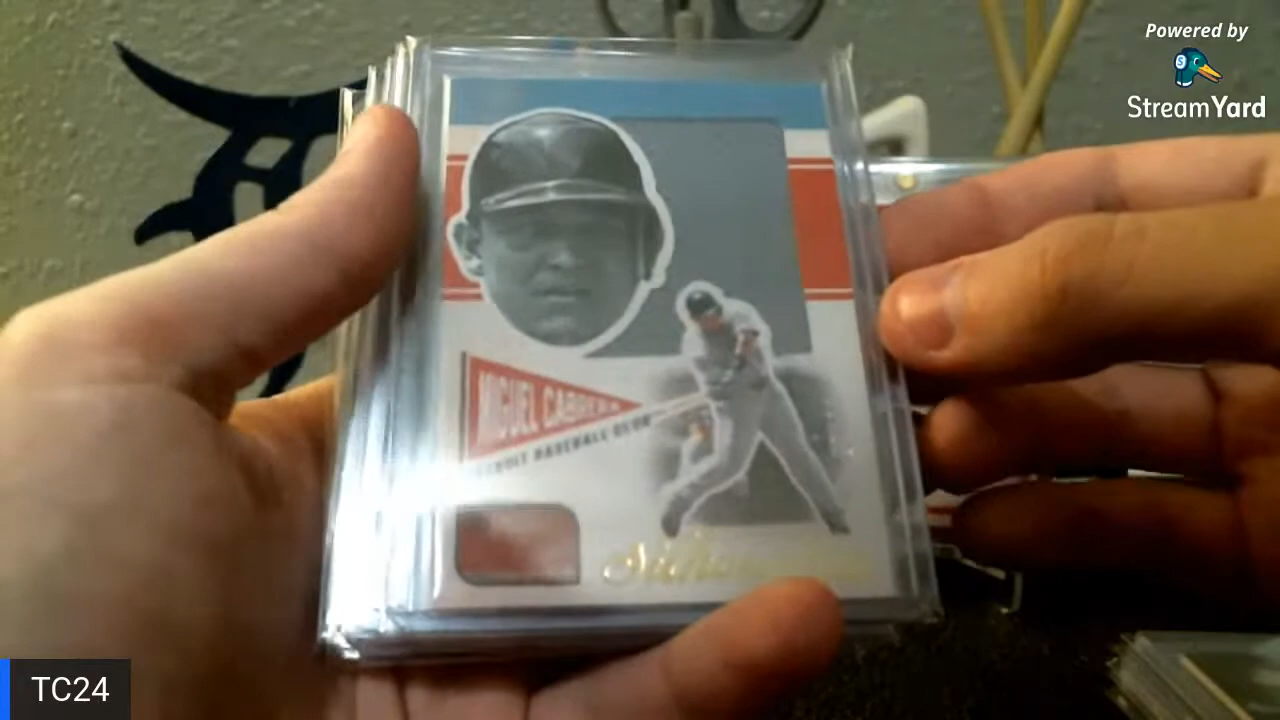 Powered by
StreamYard
MIGUEL CABRERA
DETROIT BASEBALL CLUB
TC24